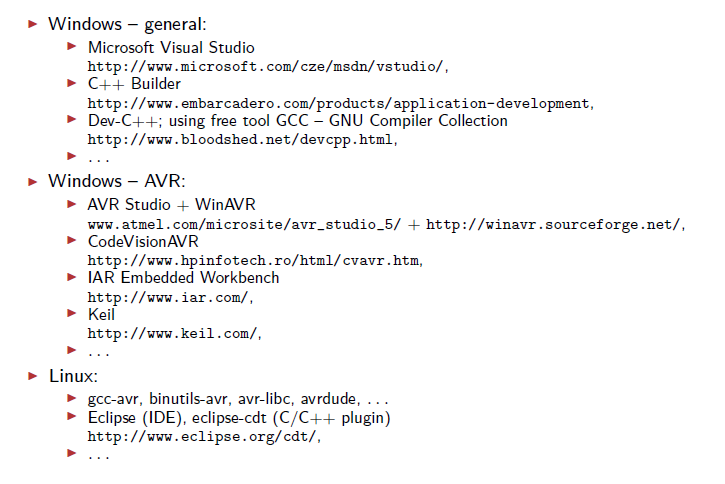 Windows – general:
Microsoft Visual Studio
http://www.microsoft.com/cze/msdn/vstudio/,
C++ Builder
http://www.embarcadero.com/products/application-development,
Dev-C++; using free tool GCC – GNU Compiler Collection
http://www.bloodshed.net/devcpp.html,
...
Windows – AVR:
AVR Studio + WinAVR
www.atmel.com/microsite/avr_studio_5/ + http://winavr.sourceforge.net/,
CodeVisionAVR
http://www.hpinfotech.ro/html/cvavr.htm,
IAR Embedded Workbench
http://www.iar.com/,
Keil
http://www.keil.com/,
...
Linux:
gcc-avr, binutils-avr, avr-libc, avrdude, ...
Eclipse (IDE), eclipse-cdt (C/C++ plugin)
http://www.eclipse.org/cdt/,
...